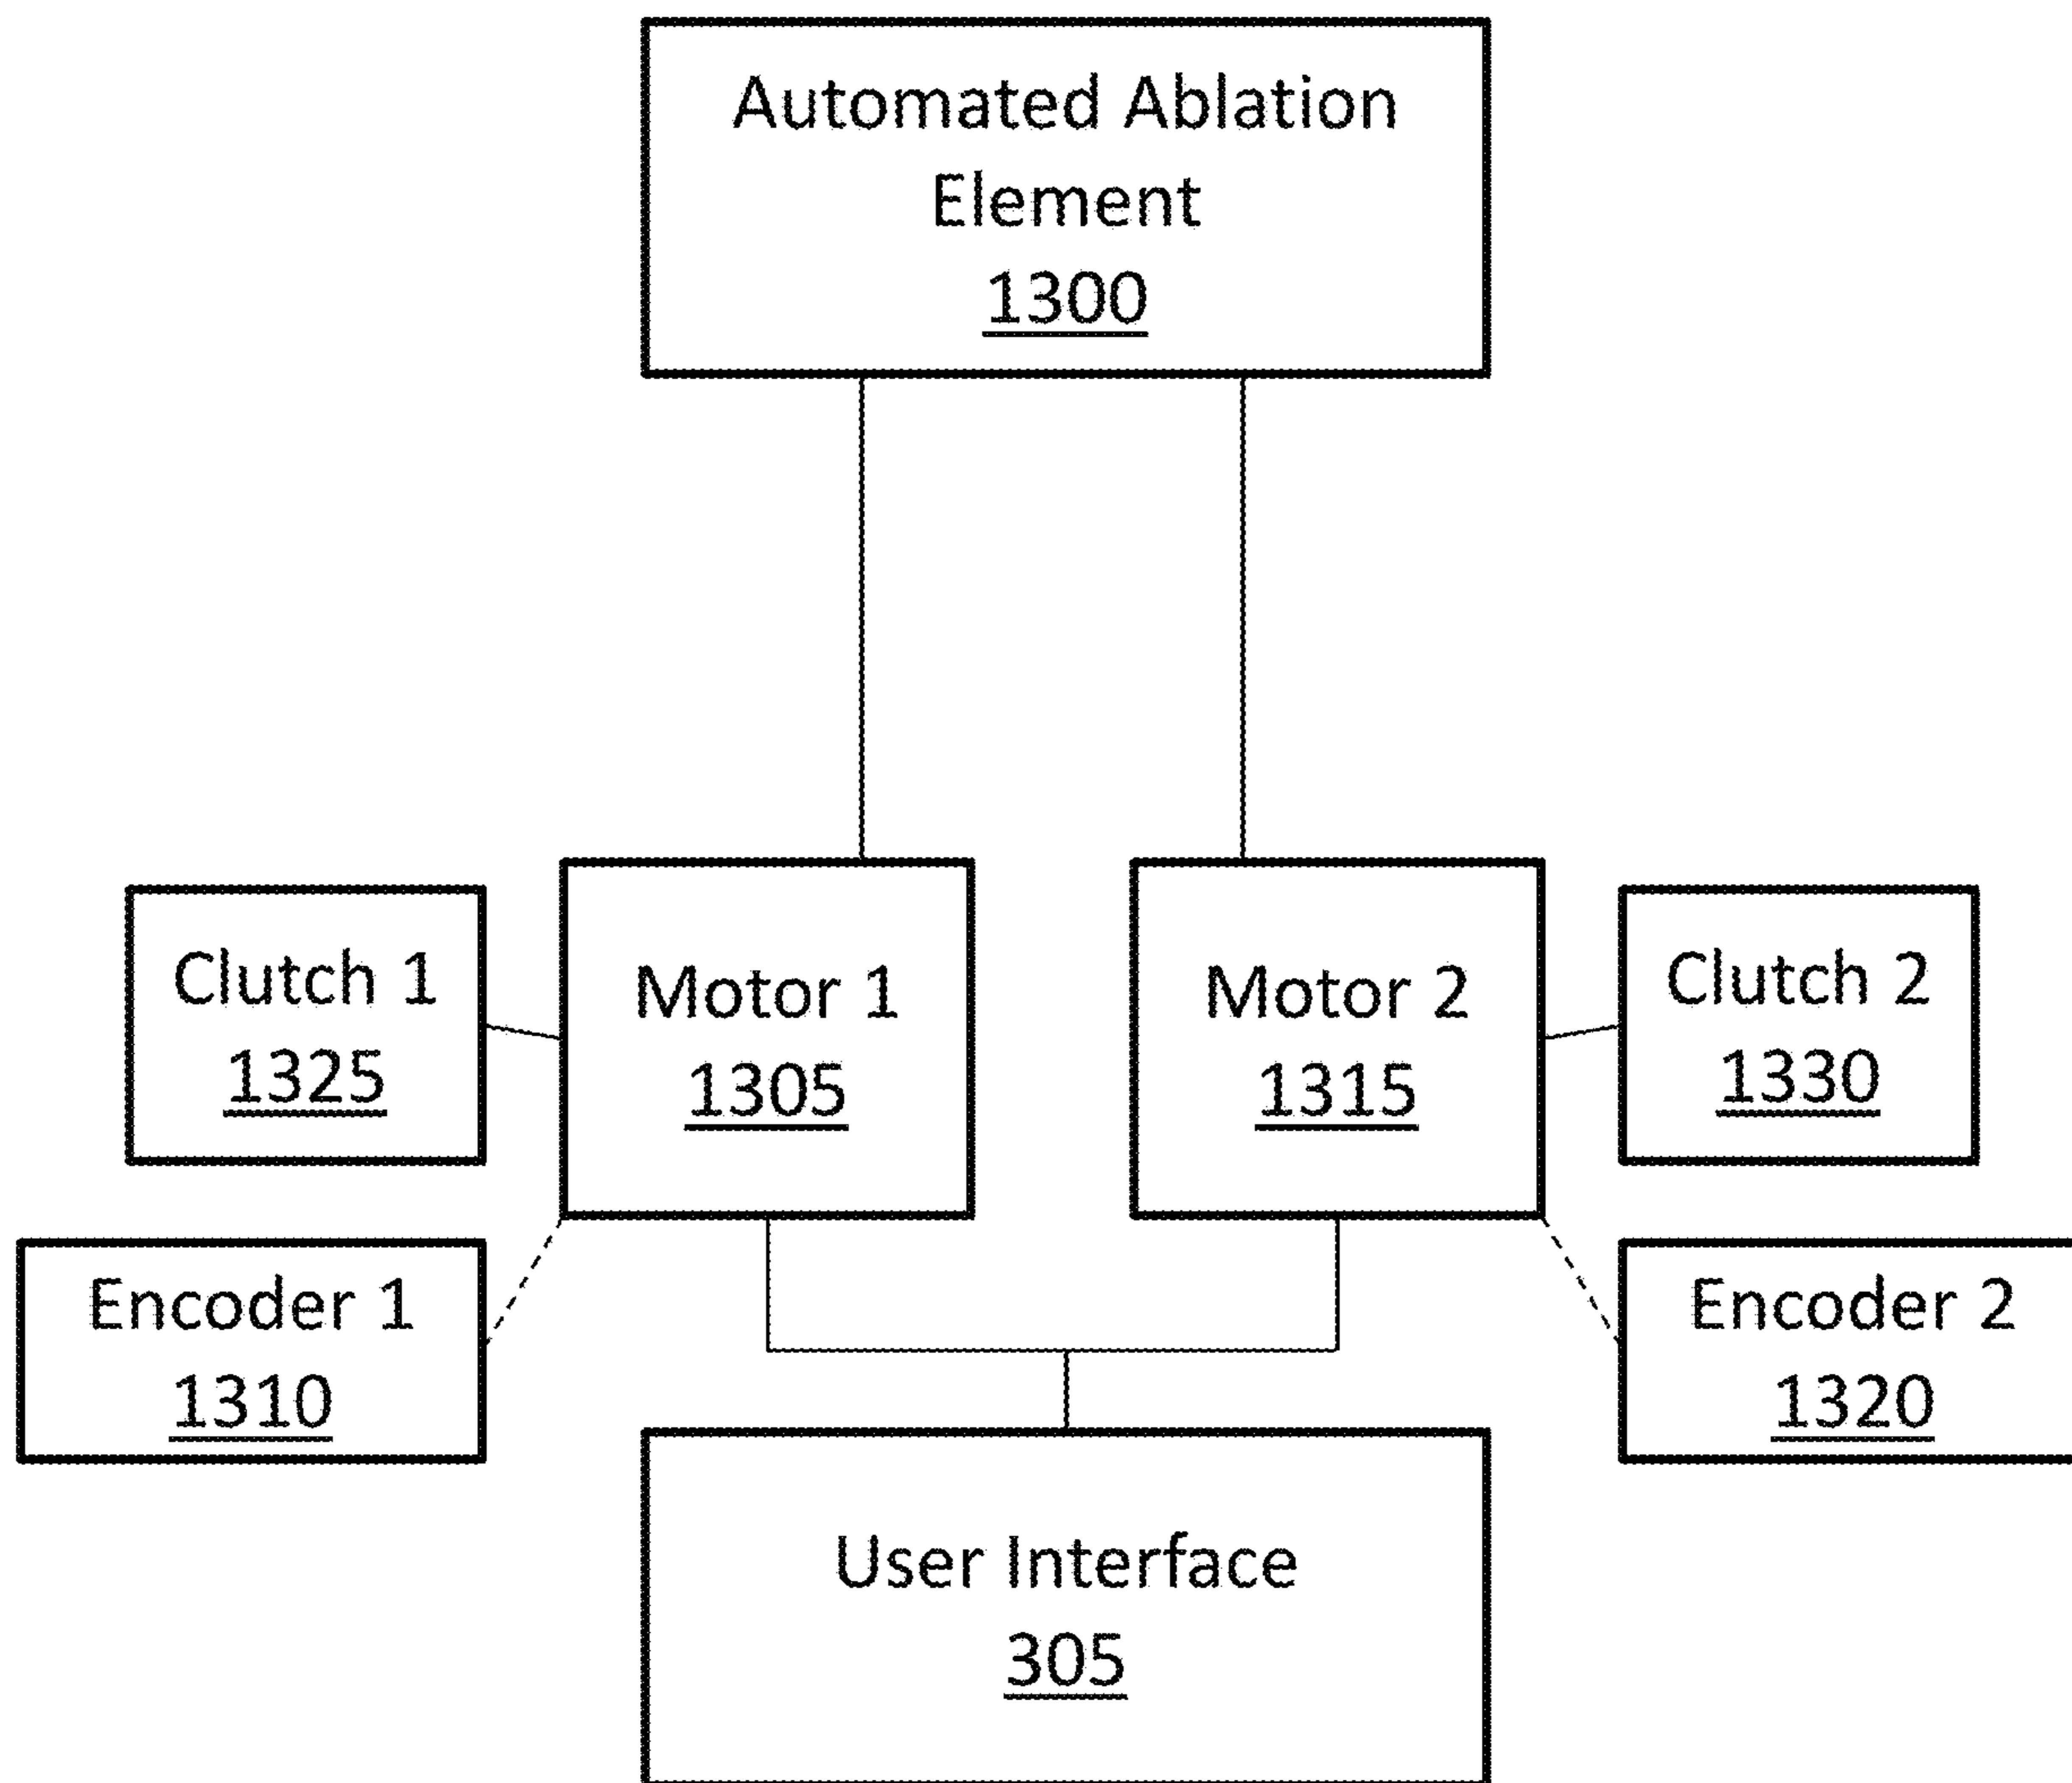 Automated Ablation
Element
1300
Clutch 1
1325
Motor 1
1305
Motor 2
1315
Clutch 2
1330
Encoder 1
1310
Encoder 2
1320
User Interface
305